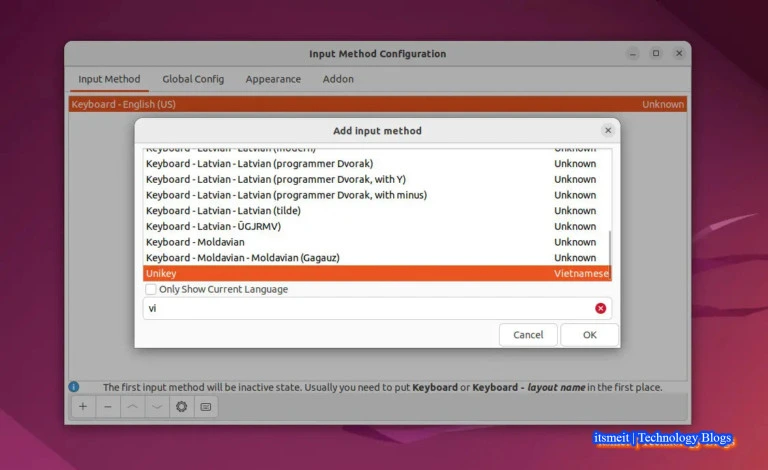 Input Method Configuration
Input Method Global Config Appearance Addon
Keyboard - English (US) Unknown
Add input method
Keyboard - Latvian - Latvian (modern) Unknown
Keyboard - Latvian - Latvian (programmer Dvorak) Unknown
Keyboard - Latvian - Latvian (programmer Dvorak, with Y) Unknown
Keyboard - Latvian - Latvian (programmer Dvorak, with minus) Unknown
Keyboard - Latvian - Latvian (tilde) Unknown
Keyboard - Latvian - ŪGJRMV) Unknown
Keyboard - Moldavian Unknown
Keyboard - Moldavian - Moldavian (Gagauz) Unknown
Unikey Vietnamese
Only Show Current Language
vi
Cancel OK
The first input method will be inactive state. Usually you need to put Keyboard or Keyboard - layout name in the first place.
itsmeit | Technology Blogs